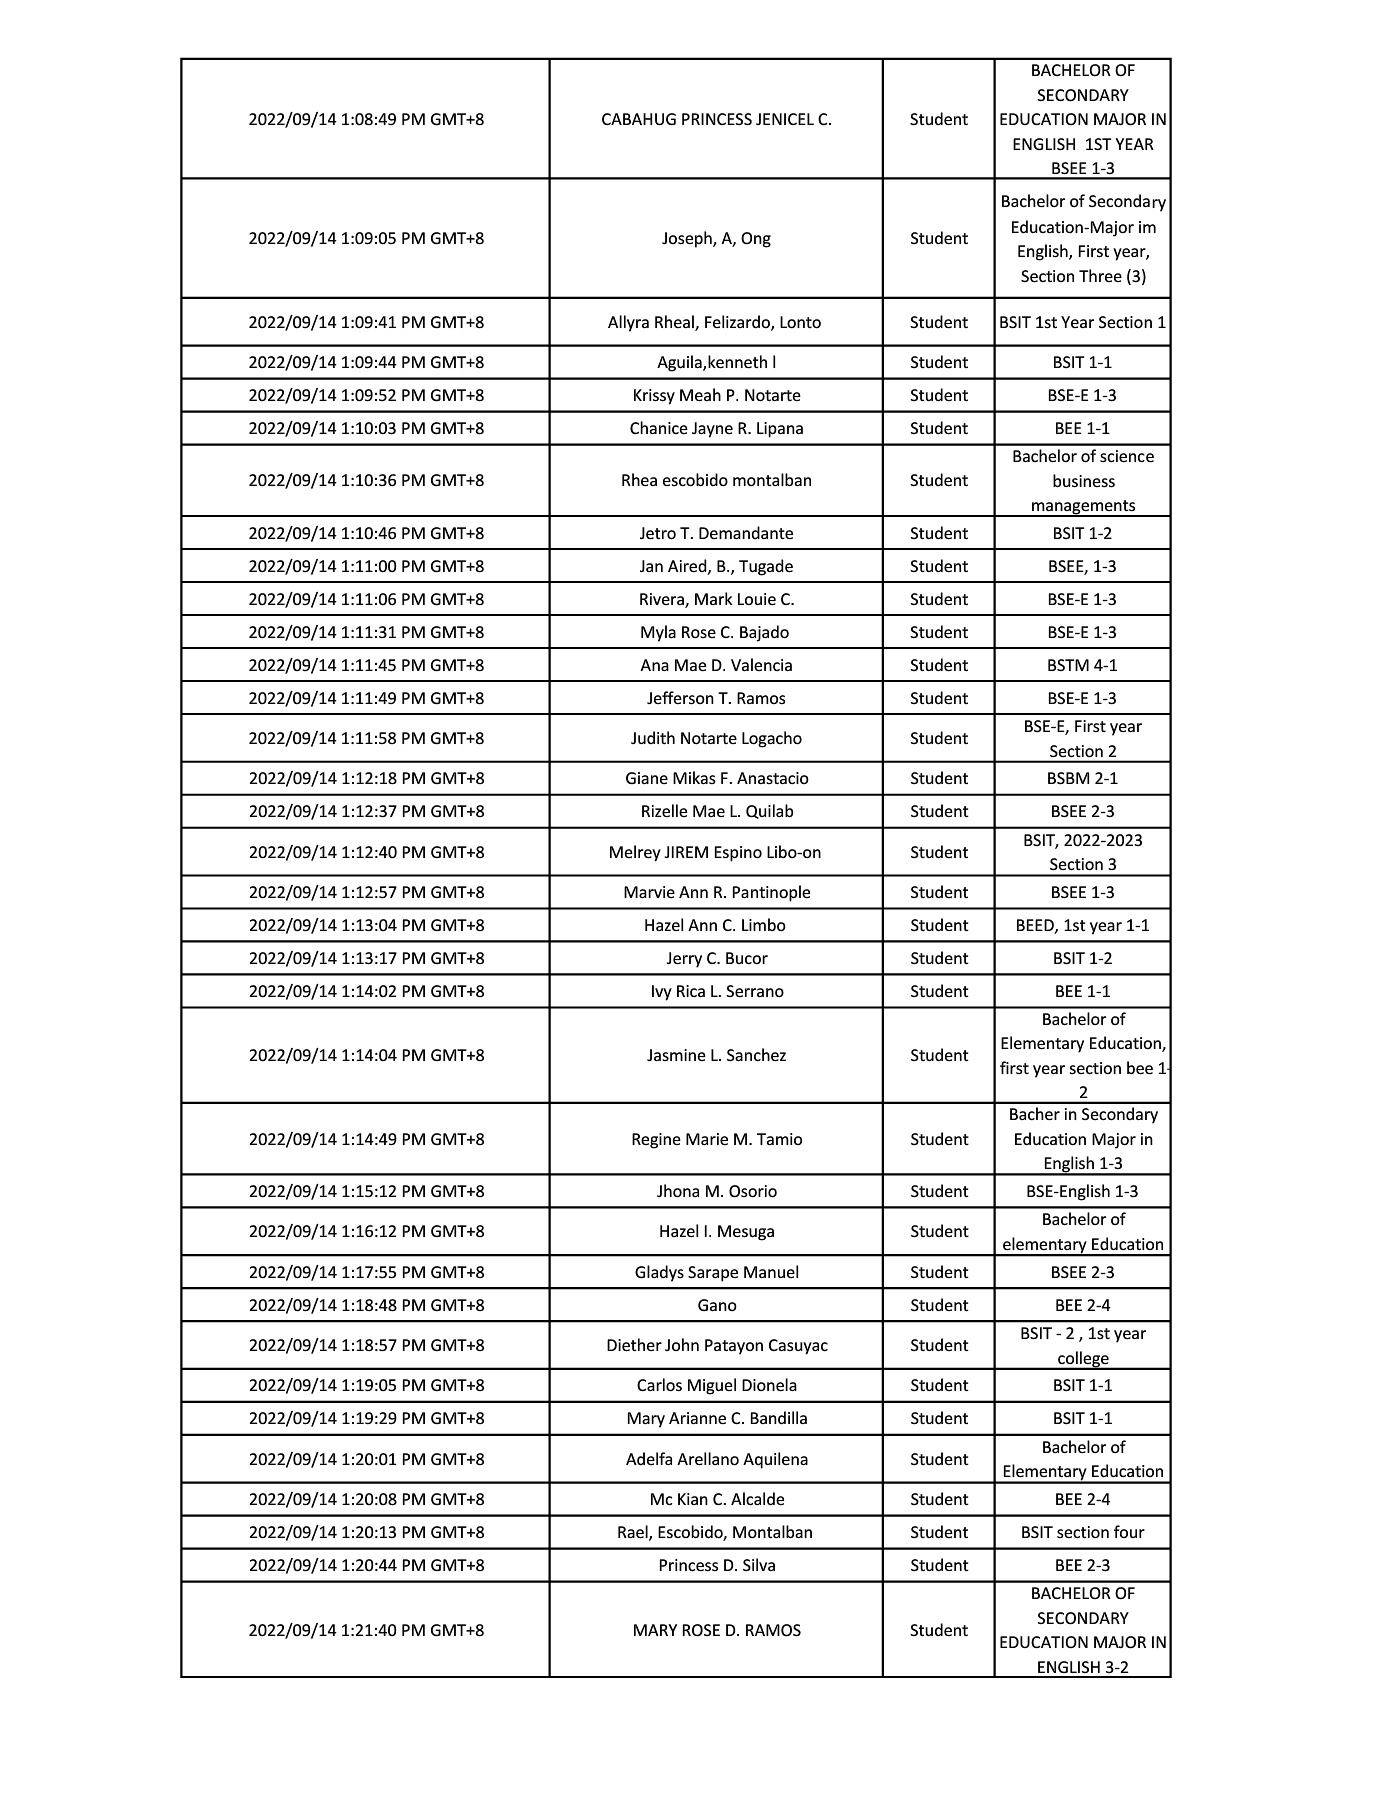 2022/09/14 1:08:49 PM GMT+8 CABAHUG PRINCESS JENICEL C. Student BACHELOR OF
SECONDARY
EDUCATION MAJOR IN
ENGLISH  1ST YEAR
BSEE 1-3
2022/09/14 1:09:05 PM GMT+8 Joseph, A, Ong Student Bachelor of Secondary
Education-Major im
English, First year,
Section Three (3)
2022/09/14 1:09:41 PM GMT+8 Allyra Rheal, Felizardo, Lonto Student BSIT 1st Year Section 1
2022/09/14 1:09:44 PM GMT+8 Aguila,kenneth l Student BSIT 1-1
2022/09/14 1:09:52 PM GMT+8 Krissy Meah P. Notarte Student BSE-E 1-3
2022/09/14 1:10:03 PM GMT+8 Chanice Jayne R. Lipana Student BEE 1-1
2022/09/14 1:10:36 PM GMT+8 Rhea escobido montalban Student Bachelor of science
business
managements
2022/09/14 1:10:46 PM GMT+8 Jetro T. Demandante Student BSIT 1-2
2022/09/14 1:11:00 PM GMT+8 Jan Aired, B., Tugade Student BSEE, 1-3
2022/09/14 1:11:06 PM GMT+8 Rivera, Mark Louie C. Student BSE-E 1-3
2022/09/14 1:11:31 PM GMT+8 Myla Rose C. Bajado Student BSE-E 1-3
2022/09/14 1:11:45 PM GMT+8 Ana Mae D. Valencia Student BSTM 4-1
2022/09/14 1:11:49 PM GMT+8 Jefferson T. Ramos Student BSE-E 1-3
2022/09/14 1:11:58 PM GMT+8 Judith Notarte Logacho Student BSE-E, First year
Section 2
2022/09/14 1:12:18 PM GMT+8 Giane Mikas F. Anastacio Student BSBM 2-1
2022/09/14 1:12:37 PM GMT+8 Rizelle Mae L. Quilab Student BSEE 2-3
2022/09/14 1:12:40 PM GMT+8 Melrey JIREM Espino Libo-on Student BSIT, 2022-2023
Section 3
2022/09/14 1:12:57 PM GMT+8 Marvie Ann R. Pantinople Student BSEE 1-3
2022/09/14 1:13:04 PM GMT+8 Hazel Ann C. Limbo Student BEED, 1st year 1-1
2022/09/14 1:13:17 PM GMT+8 Jerry C. Bucor Student BSIT 1-2
2022/09/14 1:14:02 PM GMT+8 Ivy Rica L. Serrano Student BEE 1-1
2022/09/14 1:14:04 PM GMT+8 Jasmine L. Sanchez Student Bachelor of
Elementary Education,
first year section bee 1-
2
2022/09/14 1:14:49 PM GMT+8 Regine Marie M. Tamio Student Bacher in Secondary
Education Major in
English 1-3
2022/09/14 1:15:12 PM GMT+8 Jhona M. Osorio Student BSE-English 1-3
2022/09/14 1:16:12 PM GMT+8 Hazel I. Mesuga Student Bachelor of
elementary Education
2022/09/14 1:17:55 PM GMT+8 Gladys Sarape Manuel Student BSEE 2-3
2022/09/14 1:18:48 PM GMT+8 Gano Student BEE 2-4
2022/09/14 1:18:57 PM GMT+8 Diether John Patayon Casuyac Student BSIT - 2 , 1st year
college
2022/09/14 1:19:05 PM GMT+8 Carlos Miguel Dionela Student BSIT 1-1
2022/09/14 1:19:29 PM GMT+8 Mary Arianne C. Bandilla Student BSIT 1-1
2022/09/14 1:20:01 PM GMT+8 Adelfa Arellano Aquilena Student Bachelor of
Elementary Education
2022/09/14 1:20:08 PM GMT+8 Mc Kian C. Alcalde Student BEE 2-4
2022/09/14 1:20:13 PM GMT+8 Rael, Escobido, Montalban Student BSIT section four
2022/09/14 1:20:44 PM GMT+8 Princess D. Silva Student BEE 2-3
2022/09/14 1:21:40 PM GMT+8 MARY ROSE D. RAMOS Student BACHELOR OF
SECONDARY
EDUCATION MAJOR IN
ENGLISH 3-2